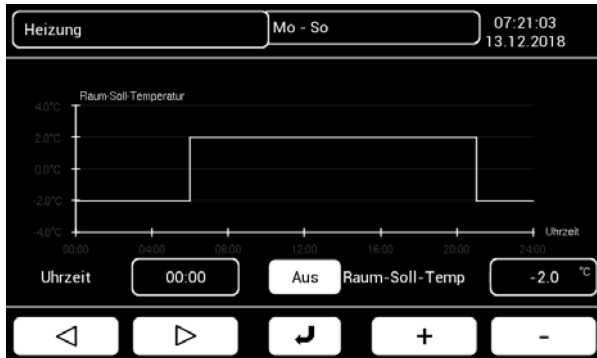 Heizung
Mo - So
07:21:03
13.12.2018
Raum-Soll-Temperatur
4.0°C
2.0°C
0.0°C
-2.0°C
-4.0°C
Uhrzeit
00:00 04:00 08:00 12:00 16:00 20:00 24:00
Uhrzeit 00:00 Aus Raum-Soll-Temp -2.0 °C
+ -